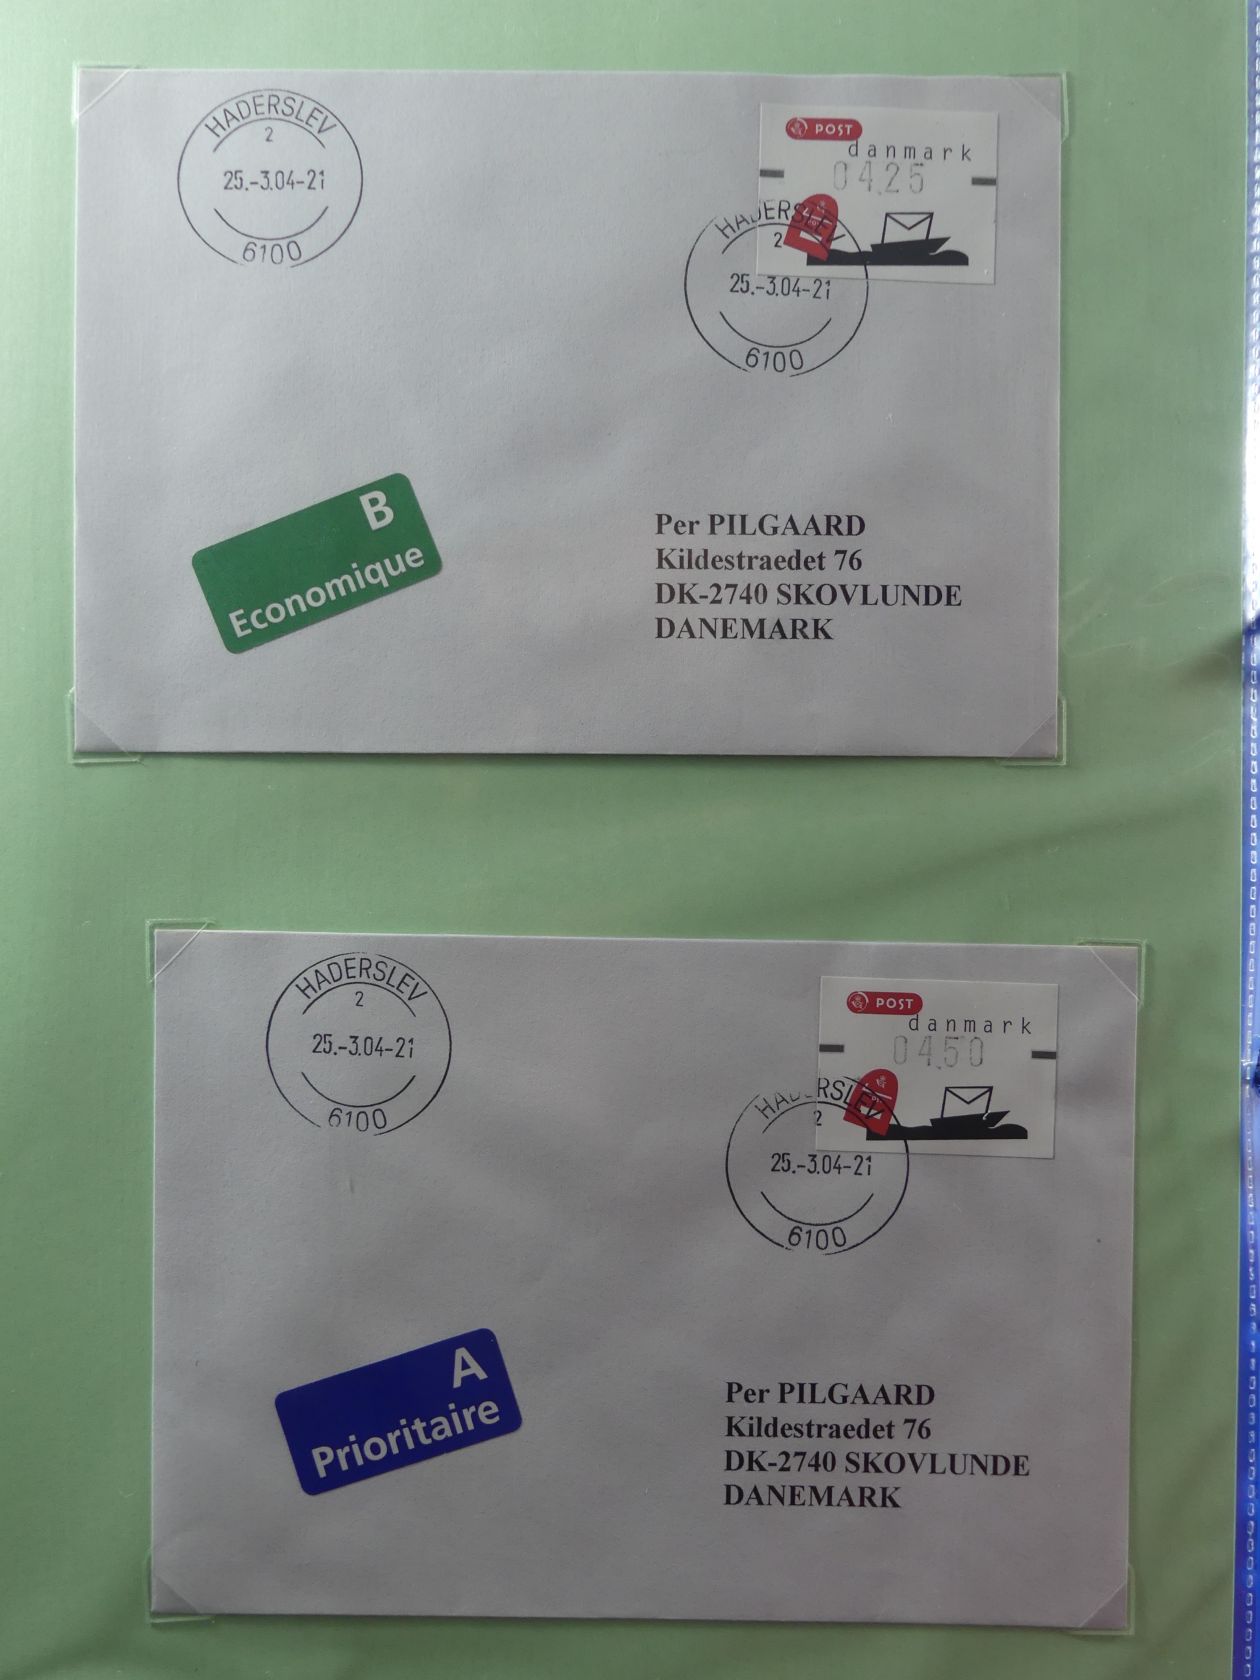 HADERSLEV
2
25.-3.04-21
6100
POST
danmark
04.25
HADERSLEV
2
25.-3.04-21
6100
B
Economique
Per PILGAARD
Kildestraedet 76
DK-2740 SKOVLUNDE
DANEMARK
HADERSLEV
2
25.-3.04-21
6100
POST
danmark
04.50
HADERSLEV
2
25.-3.04-21
6100
A
Prioritaire
Per PILGAARD
Kildestraedet 76
DK-2740 SKOVLUNDE
DANEMARK